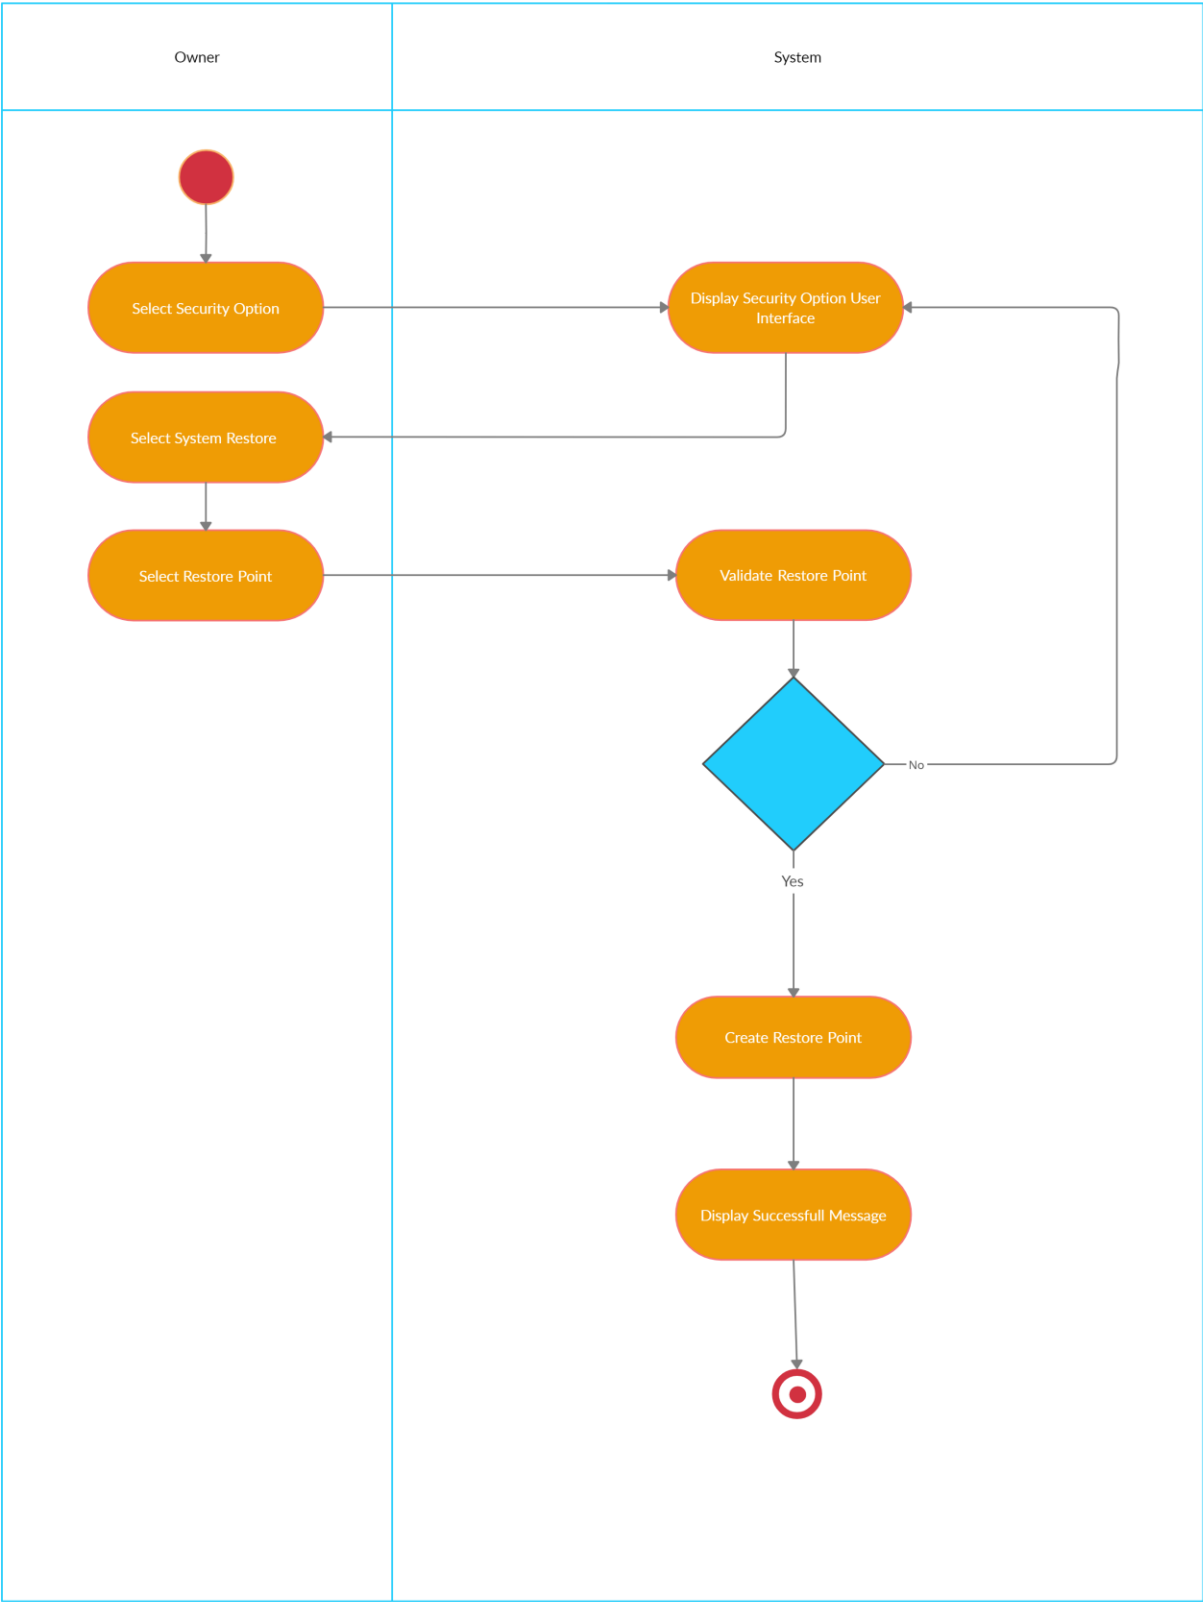 Owner
System
Select Security Option
Display Security Option User
Interface
Select System Restore
Select Restore Point
Validate Restore Point
No
Yes
Create Restore Point
Display Successfull Message